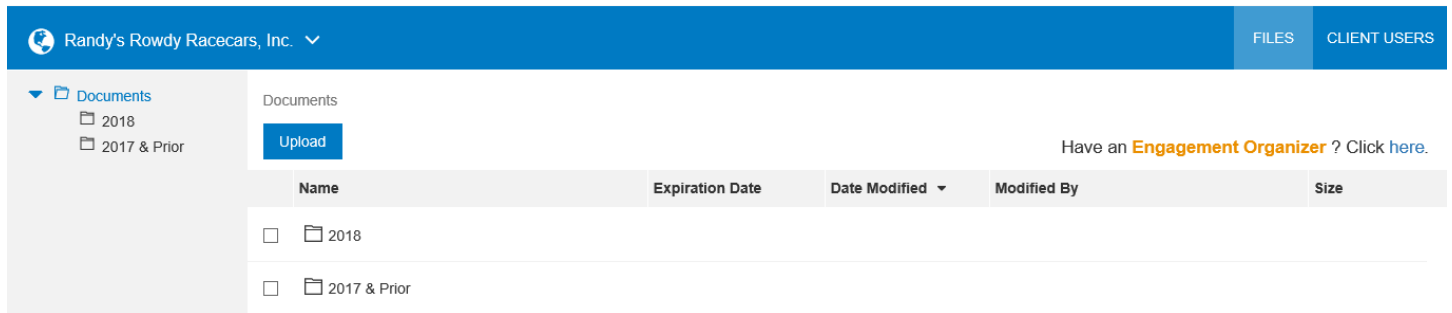 Randy's Rowdy Racecars, Inc.
FILES
CLIENT USERS
Documents
2018
2017 & Prior
Documents
Upload
Have an Engagement Organizer ? Click here.
Name Expiration Date Date Modified Modified By Size
2018
2017 & Prior